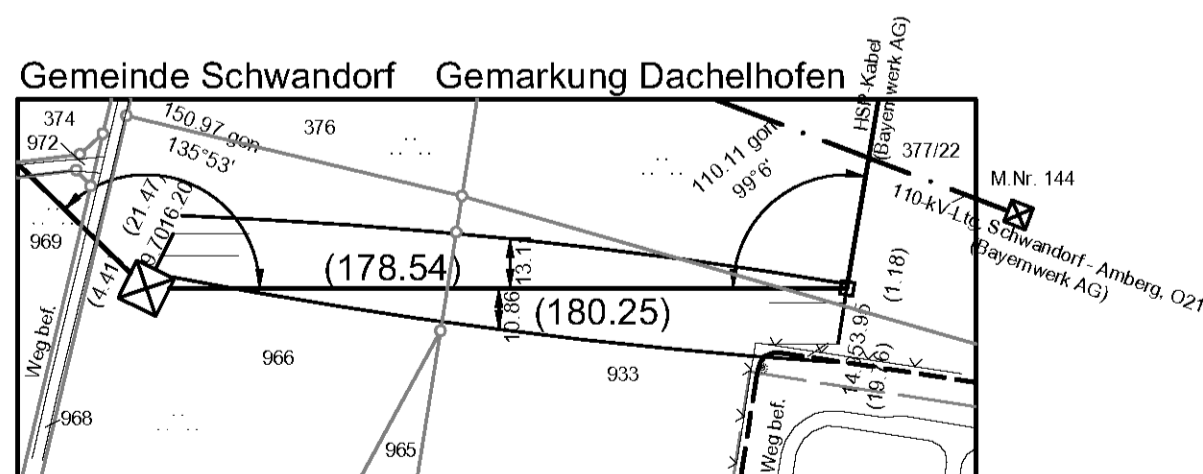 Gemeinde Schwandorf Gemarkung Dachelhofen
HSP-Kabel
(Bayernwerk AG)
374
972
150.97 gon
135°53'
376
110.11 gon
99°6'
377/22
M.Nr. 144
110-kV-Ltg. Schwandorf - Amberg, O21
(Bayernwerk AG)
969
(21.47)
16.20
(4.41)
(178.54)
13.1
(1.18)
10.86
(180.25)
Weg bef.
966
933
(19.76)
968
965
Weg bef.